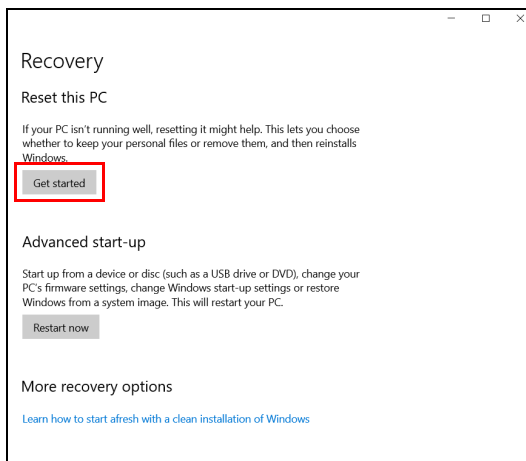 Recovery
Reset this PC
If your PC isn't running well, resetting it might help. This lets you choose
whether to keep your personal files or remove them, and then reinstalls
Windows.
Get started
Advanced start-up
Start up from a device or disc (such as a USB drive or DVD), change your
PC's firmware settings, change Windows start-up settings or restore
Windows from a system image. This will restart your PC.
Restart now
More recovery options
Learn how to start afresh with a clean installation of Windows